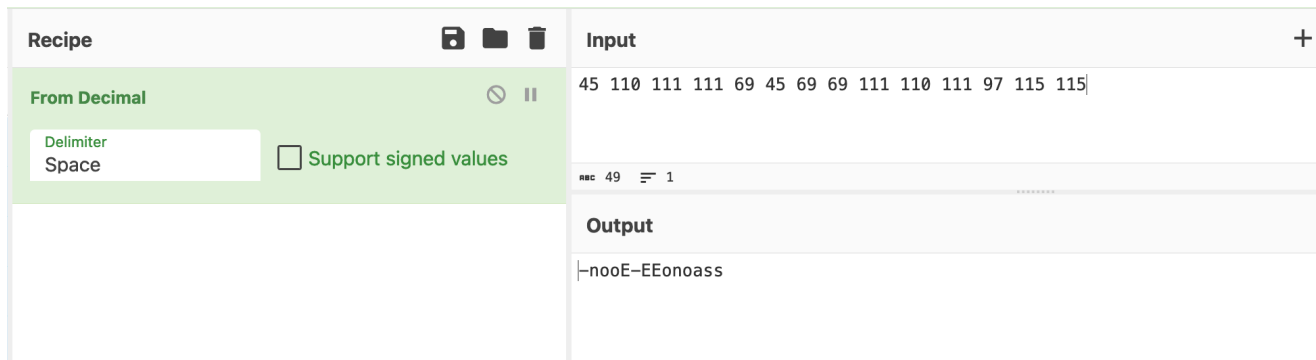 Recipe
From Decimal
Delimiter
Space
Support signed values
Input
45 110 111 111 69 45 69 69 111 110 111 97 115 115
ABC 49 1
Output
-nooE-EEonoass